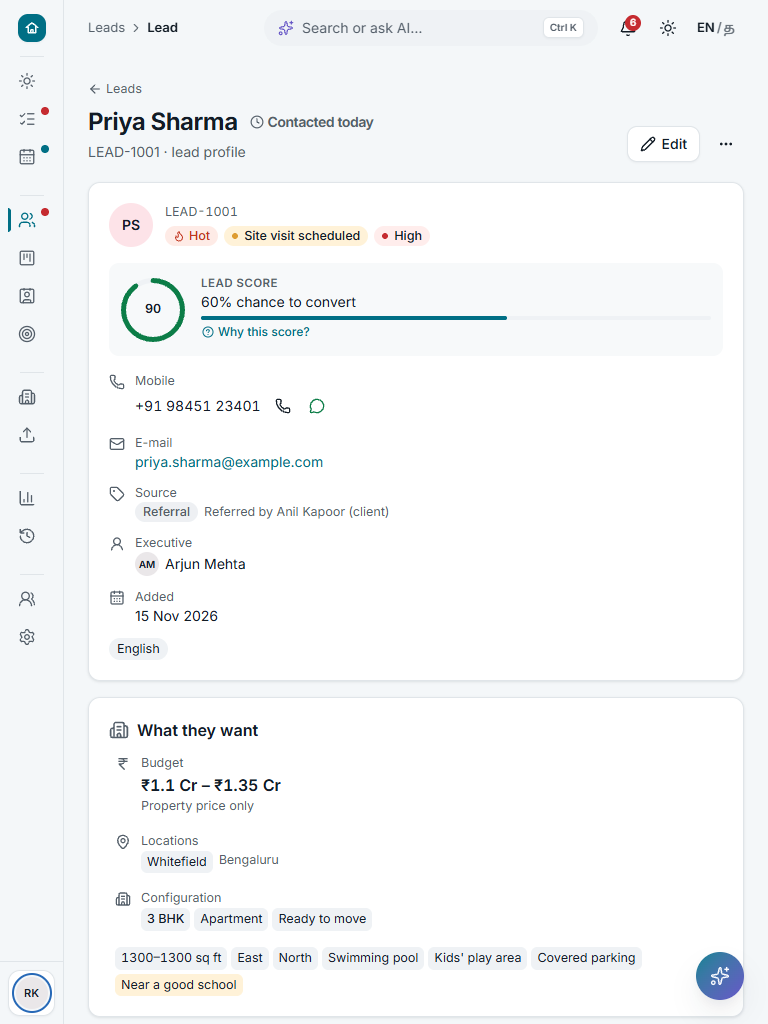 Leads > Lead
Search or ask AI...
Ctrl K
6
EN / த
← Leads
Priya Sharma
Contacted today
LEAD-1001 · lead profile
Edit
PS
LEAD-1001
Hot
Site visit scheduled
High
90
LEAD SCORE
60% chance to convert
Why this score?
Mobile
+91 98451 23401
E-mail
priya.sharma@example.com
Source
Referral Referred by Anil Kapoor (client)
Executive
AM Arjun Mehta
Added
15 Nov 2026
English
What they want
₹ Budget
₹1.1 Cr – ₹1.35 Cr
Property price only
Locations
Whitefield Bengaluru
Configuration
3 BHK Apartment Ready to move
1300–1300 sq ft East North Swimming pool Kids' play area Covered parking
Near a good school
RK